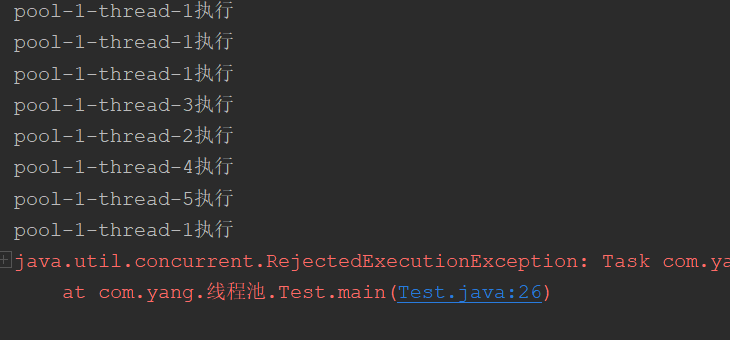 pool-1-thread-1执行
pool-1-thread-1执行
pool-1-thread-1执行
pool-1-thread-3执行
pool-1-thread-2执行
pool-1-thread-4执行
pool-1-thread-5执行
pool-1-thread-1执行
java.util.concurrent.RejectedExecutionException: Task com.ya
at com.yang.线程池.Test.main(Test.java:26)